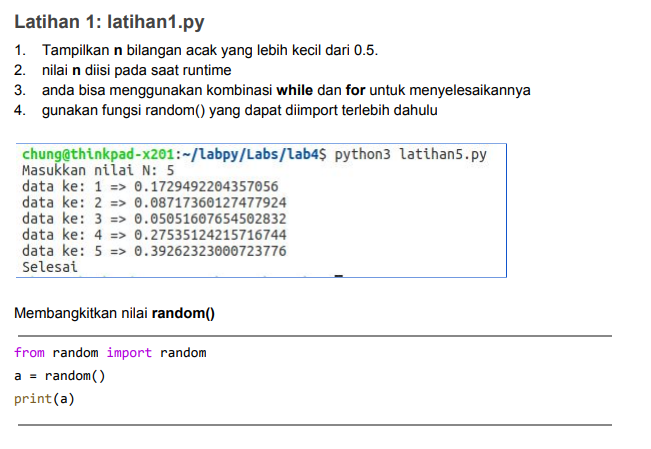 Latihan 1: latihan1.py
1. Tampilkan n bilangan acak yang lebih kecil dari 0.5.
2. nilai n diisi pada saat runtime
3. anda bisa menggunakan kombinasi while dan for untuk menyelesaikannya
4. gunakan fungsi random() yang dapat diimport terlebih dahulu
chung@thinkpad-x201:~/labpy/Labs/lab4$ python3 latihan5.py
Masukkan nilai N: 5
data ke: 1 => 0.1729492204357056
data ke: 2 => 0.08717360127477924
data ke: 3 => 0.05051607654502832
data ke: 4 => 0.27535124215716744
data ke: 5 => 0.39262323000723776
Selesai
Membangkitkan nilai random()
from random import random
a = random()
print(a)